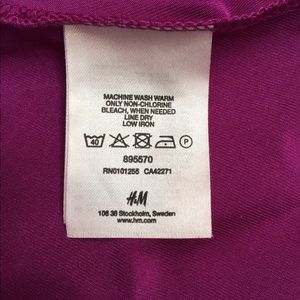 MACHINE WASH WARM
ONLY NON-CHLORINE
BLEACH, WHEN NEEDED
LINE DRY
LOW IRON
40 P
895570
RN0101255 CA42271
H&M
106 38 Stockholm, Sweden
www.hm.com